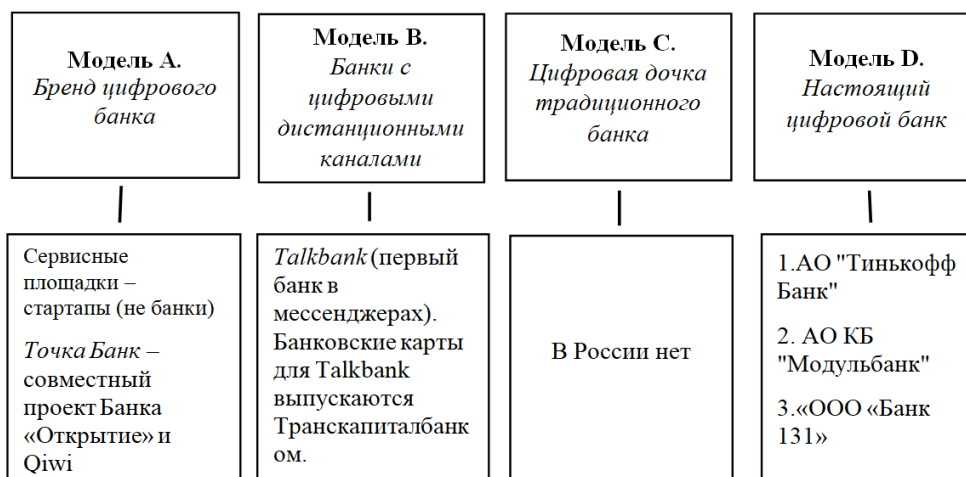 Модель A.
Бренд цифрового
банка
Модель B.
Банки с
цифровыми
дистанционными
каналами
Модель C.
Цифровая дочка
традиционного
банка
Модель D.
Настоящий
цифровой банк
Сервисные
площадки –
стартапы (не банки)
Точка Банк –
совместный
проект Банка
«Открытие» и
Qiwi
Talkbank (первый
банк в
мессенджерах).
Банковские карты
для Talkbank
выпускаются
Транскапиталбанк
ом.
В России нет
1.АО "Тинькофф
Банк"
2. АО КБ
"Модульбанк"
3.«ООО «Банк
131»